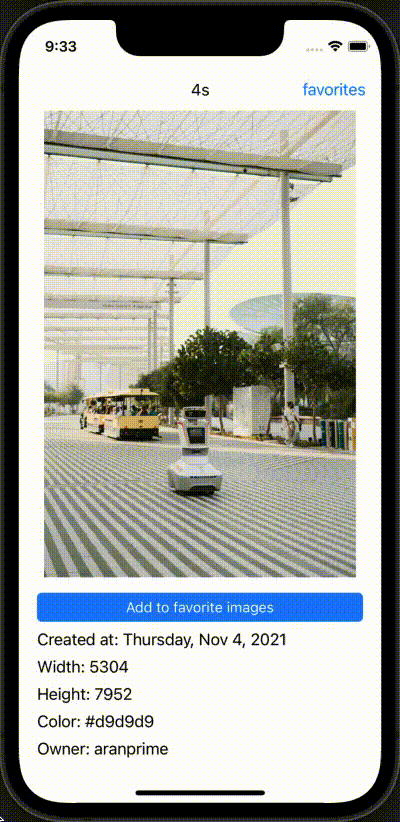 9:33
4s
favorites
Add to favorite images
Created at: Thursday, Nov 4, 2021
Width: 5304
Height: 7952
Color: #d9d9d9
Owner: aranprime